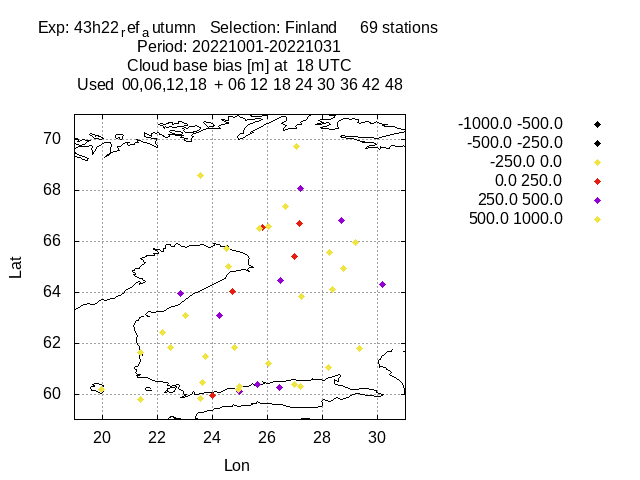 Exp: 43h22refautumn Selection: Finland 69 stations
Period: 20221001-20221031
Cloud base bias [m] at 18 UTC
Used 00,06,12,18 + 06 12 18 24 30 36 42 48
-1000.0 -500.0
-500.0 -250.0
-250.0 0.0
0.0 250.0
250.0 500.0
500.0 1000.0
70
68
66
64
62
60
Lat
20 22 24 26 28 30
Lon